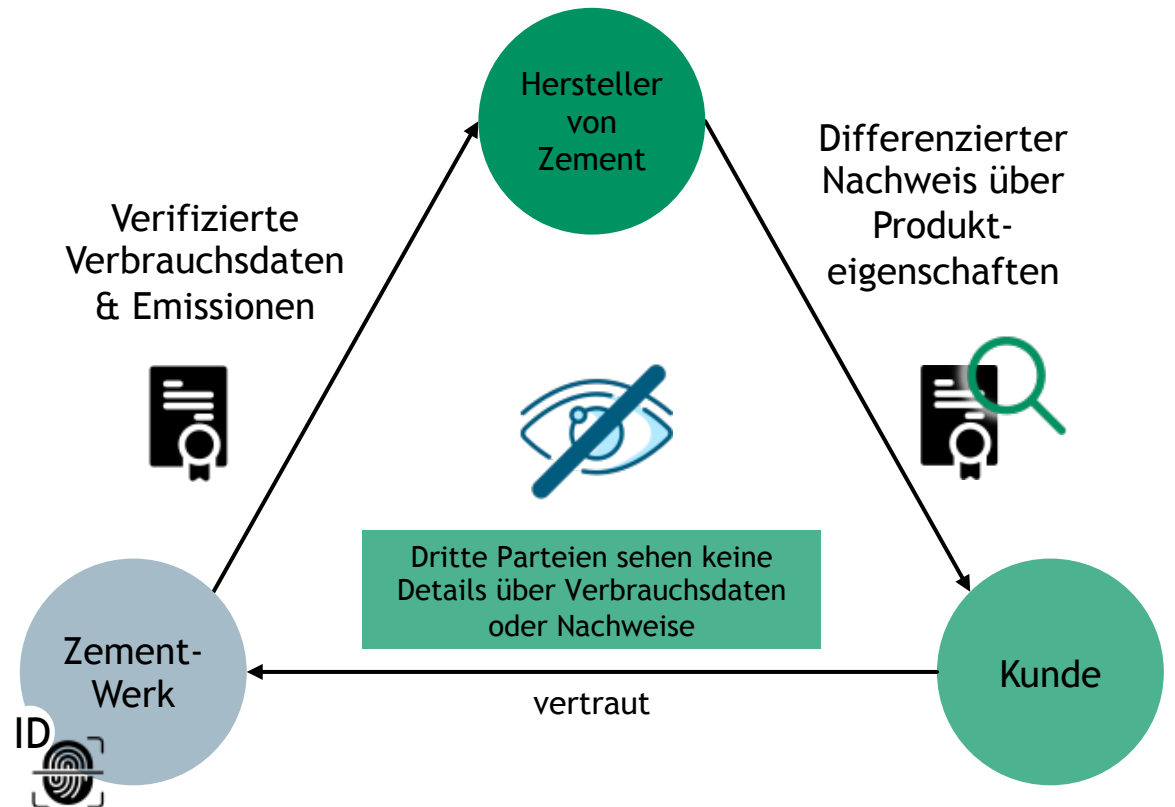 Hersteller
von
Zement
Differenzierter
Nachweis über
Produkt-
eigenschaften
Verifizierte
Verbrauchsdaten
& Emissionen
Dritte Parteien sehen keine
Details über Verbrauchsdaten
oder Nachweise
Zement-
Werk
ID
Kunde
vertraut